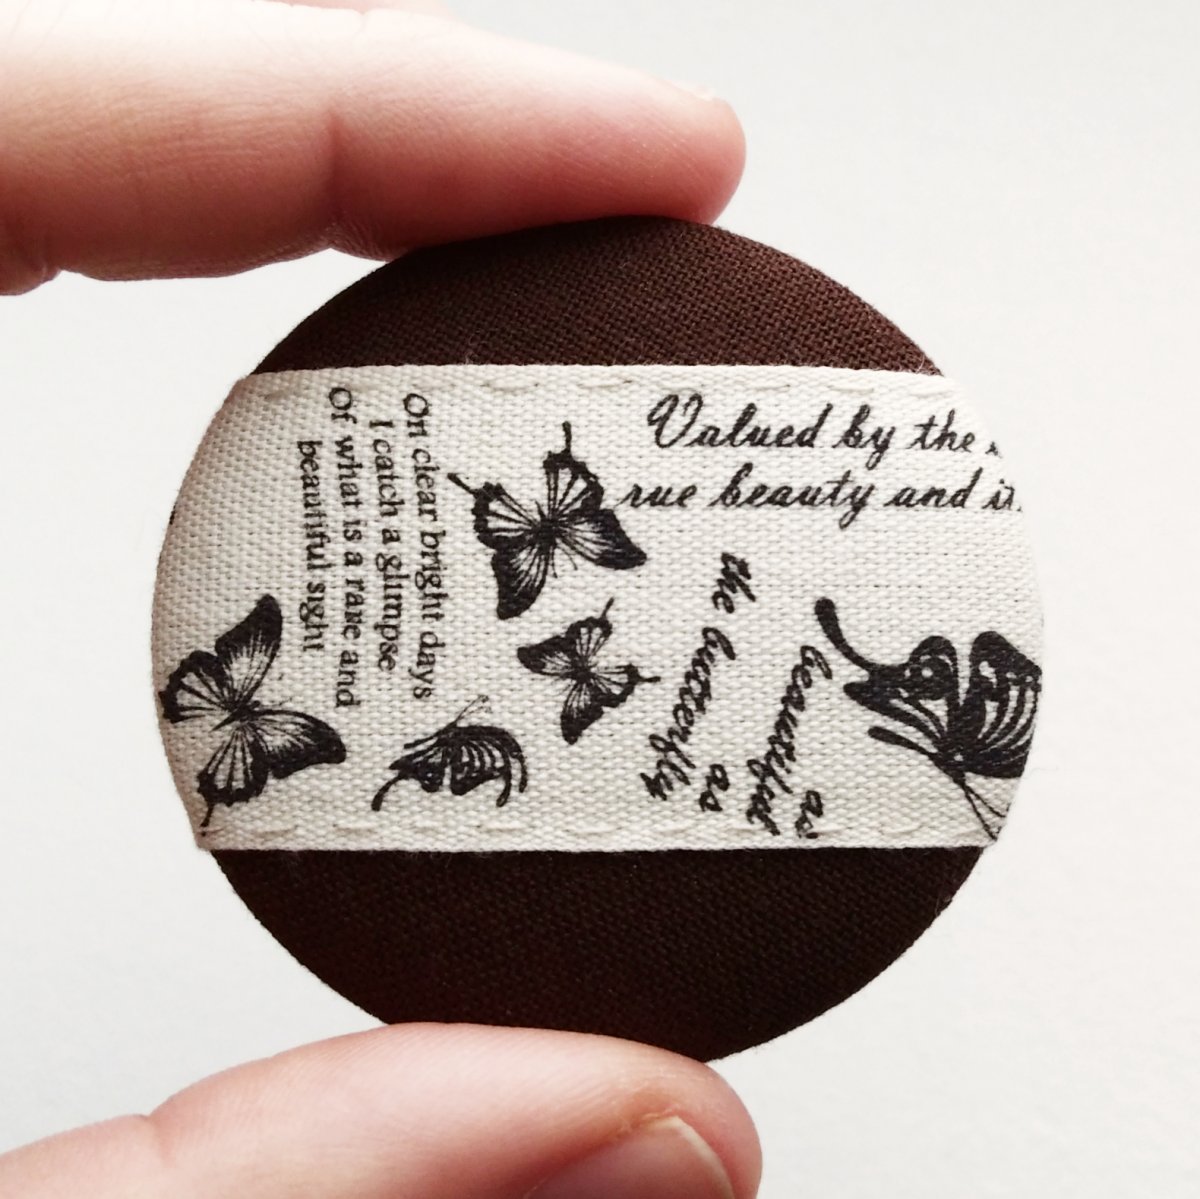 On clear bright days
I catch a glimpse
Of what is a rare and
beautiful sight
Valued by the
rue beauty and
as
beautiful as
the butterfly